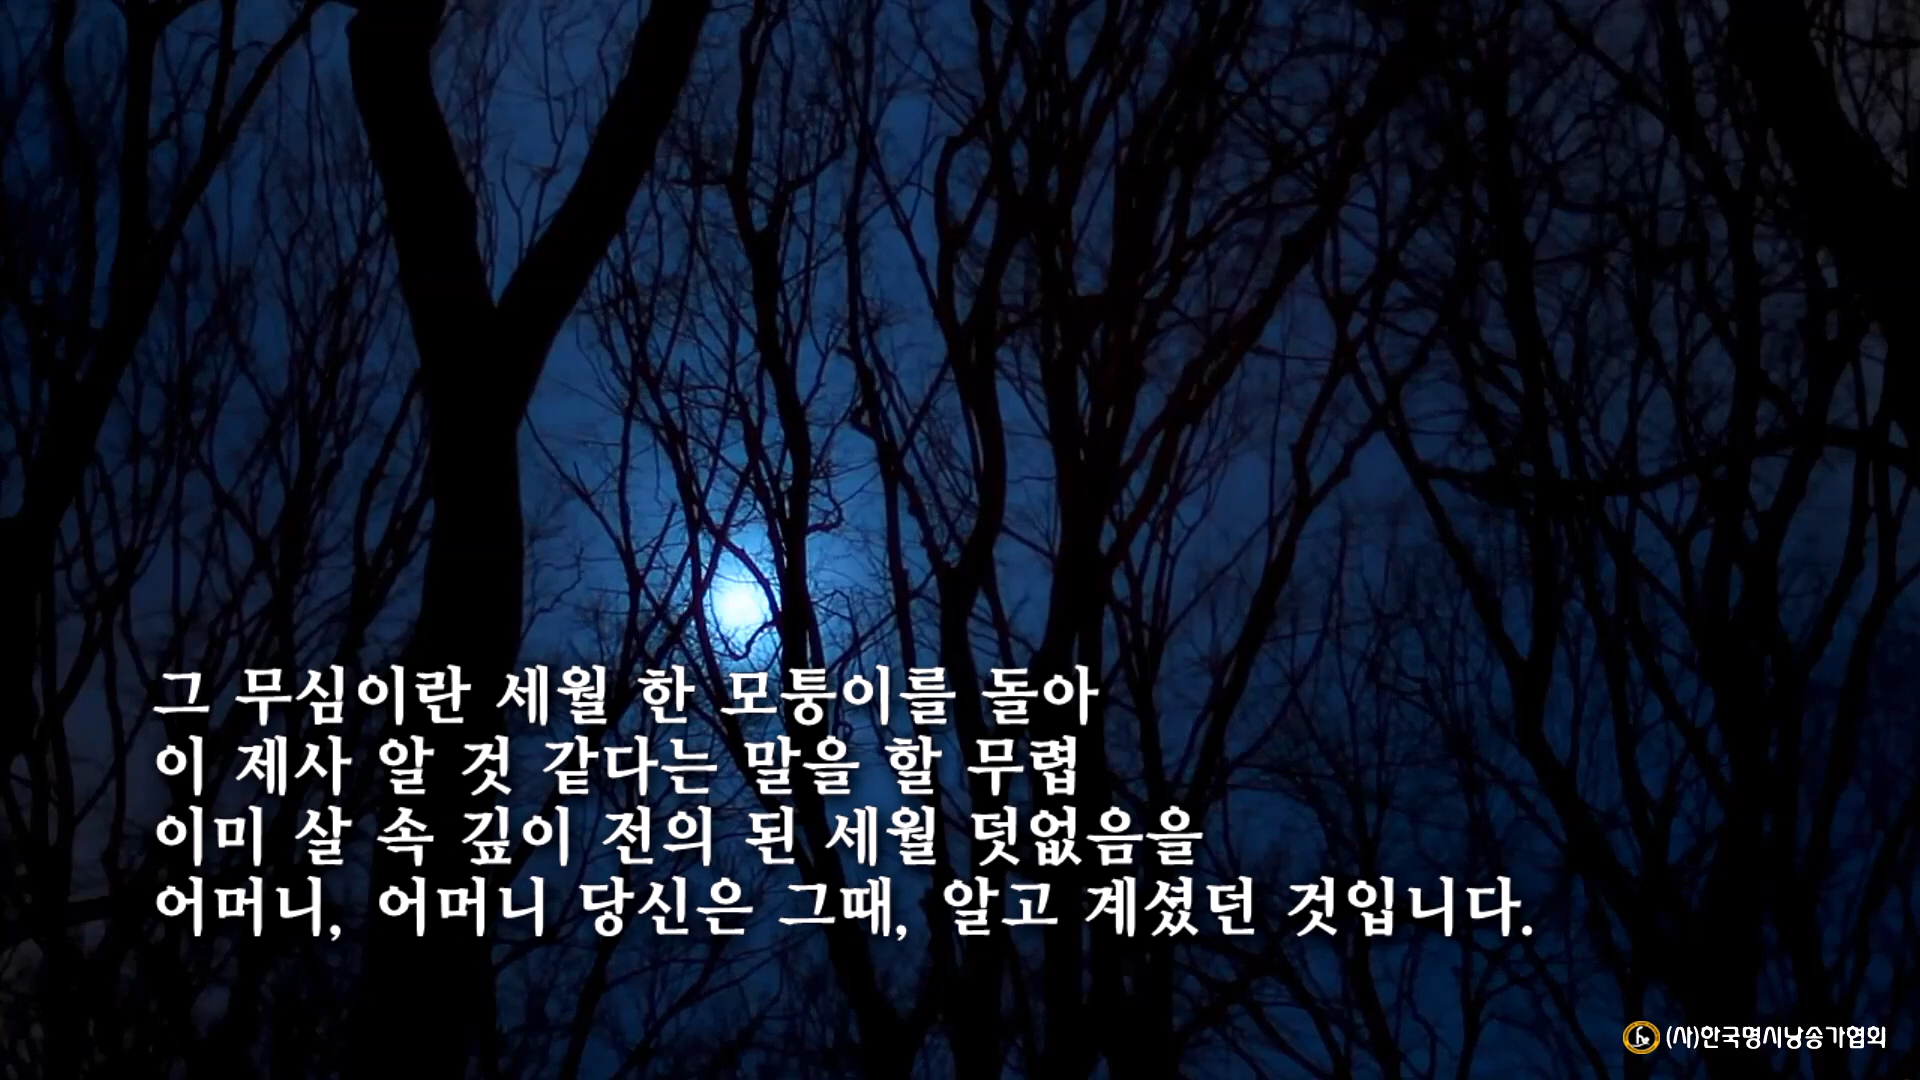 그 무심이란 세월 한 모퉁이를 돌아
이 제사 알 것 같다는 말을 할 무렵
이미 살 속 깊이 전의 된 세월 덧없음을
어머니, 어머니 당신은 그때, 알고 계셨던 것입니다.
(사)한국명시낭송가협회